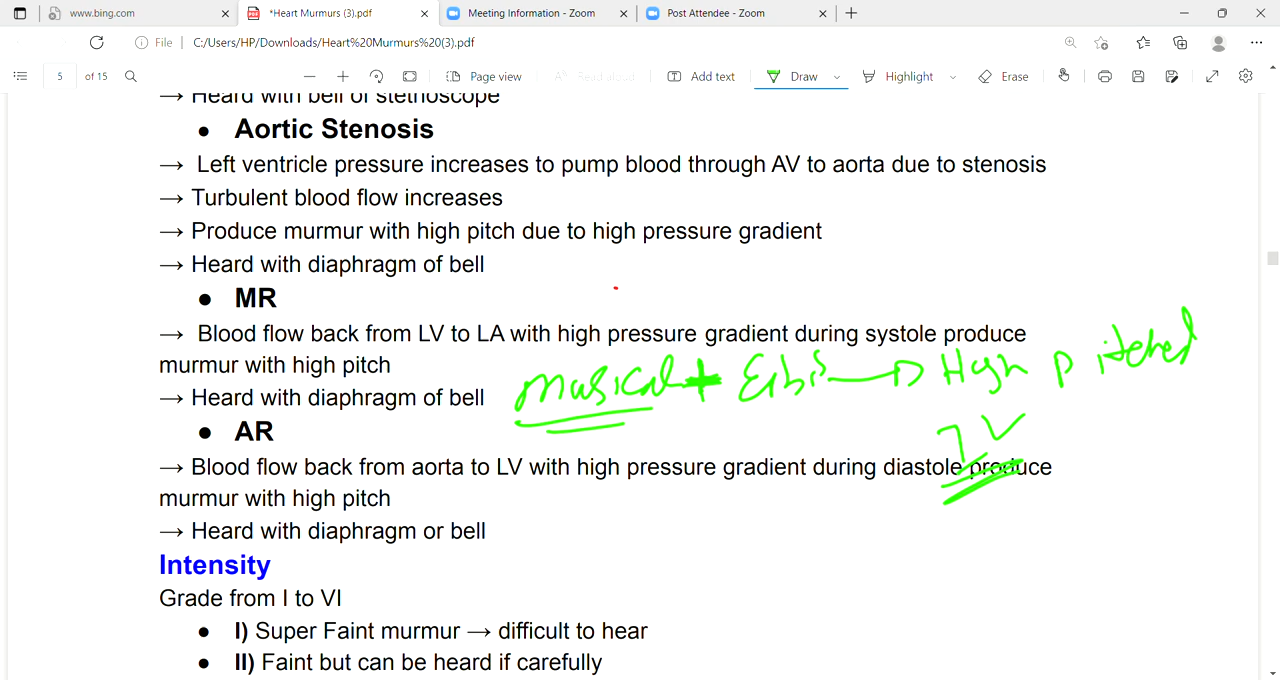 www.bing.com
*Heart Murmurs (3).pdf
Meeting Information - Zoom
Post Attendee - Zoom
File
C:/Users/HP/Downloads/Heart%20Murmurs%20(3).pdf
5 of 15
Page view
Read aloud
Add text
Draw
Highlight
Erase
→ Heard with bell of stethoscope
● Aortic Stenosis
→ Left ventricle pressure increases to pump blood through AV to aorta due to stenosis
→ Turbulent blood flow increases
→ Produce murmur with high pitch due to high pressure gradient
→ Heard with diaphragm of bell
● MR
→ Blood flow back from LV to LA with high pressure gradient during systole produce
murmur with high pitch
musical + Erb's → High pitched
→ Heard with diaphragm of bell
● AR
→ Blood flow back from aorta to LV with high pressure gradient during diastole produce
murmur with high pitch
→ Heard with diaphragm or bell
Intensity
Grade from I to VI
● I) Super Faint murmur → difficult to hear
● II) Faint but can be heard if carefully